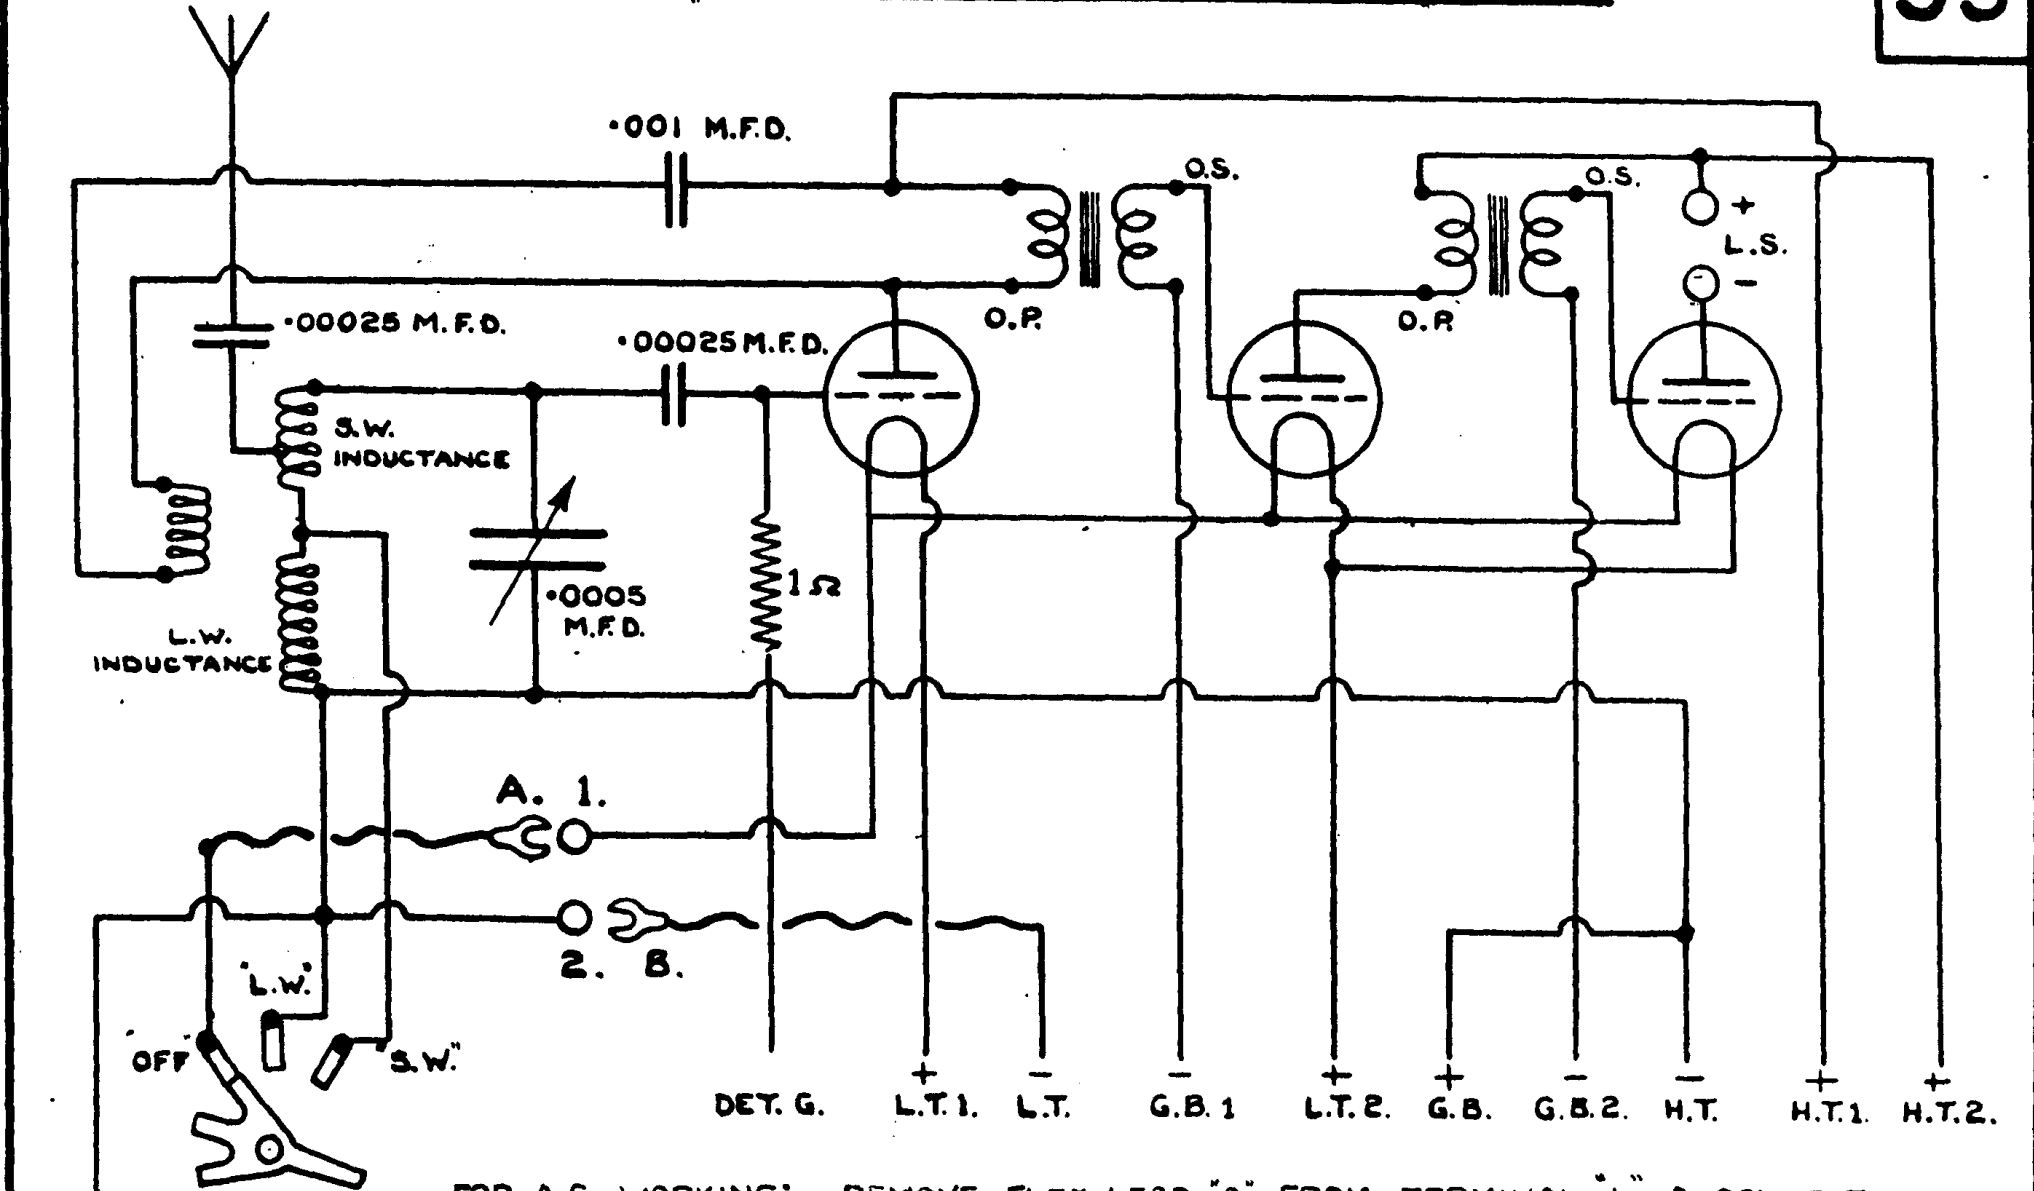 ·001 M.F.D.
O.S.
O.S.
+
L.S.
−
·00025 M.F.D.
·00025 M.F.D.
O.P.
O.P.
S.W.
INDUCTANCE
1Ω
·0005
M.F.D.
L.W.
INDUCTANCE
A. 1.
2. B.
"L.W."
"OFF"
"S.W."
+ − − + + − − + +
DET. G. L.T.1. L.T. G.B.1 L.T.2. G.B. G.B.2. H.T. H.T.1. H.T.2.